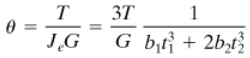 θ = T / (J_e G) = (3T / G) 1 / (b_1 t_1^3 + 2b_2 t_2^3)